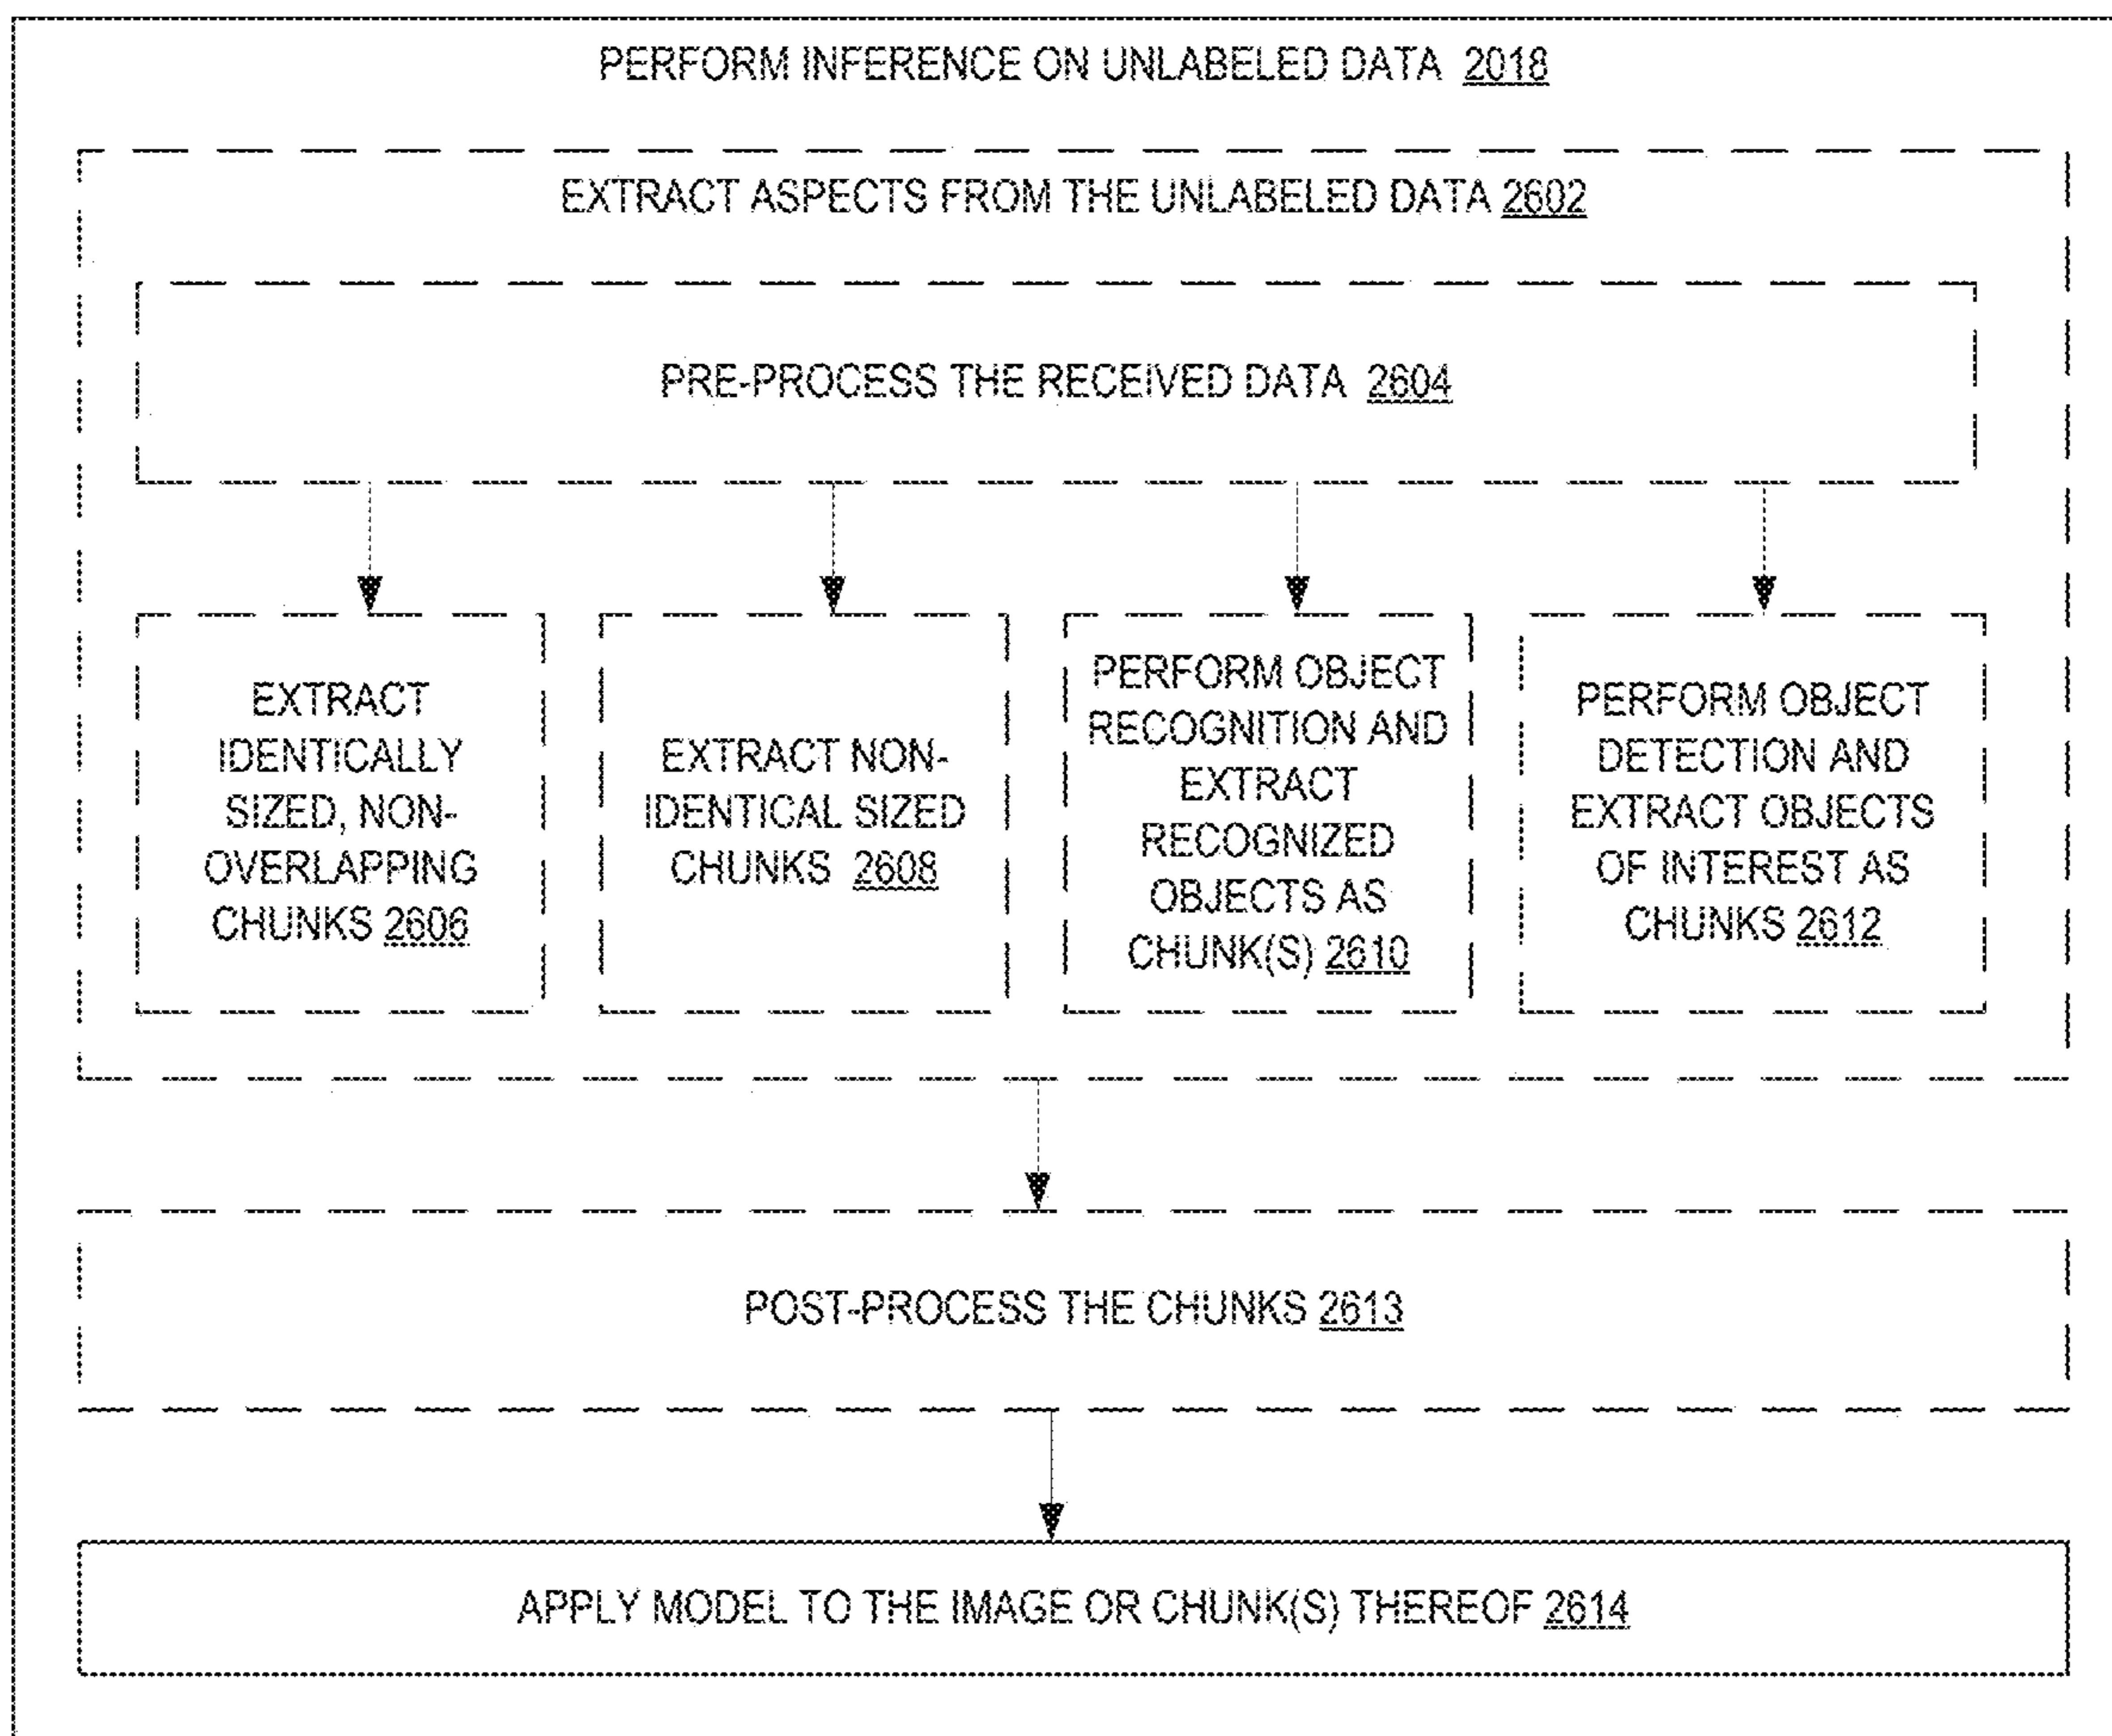 PERFORM INFERENCE ON UNLABELED DATA 2018
EXTRACT ASPECTS FROM THE UNLABELED DATA 2602
PRE-PROCESS THE RECEIVED DATA 2604
EXTRACT
IDENTICALLY
SIZED, NON-
OVERLAPPING
CHUNKS 2606
EXTRACT NON-
IDENTICAL SIZED
CHUNKS 2608
PERFORM OBJECT
RECOGNITION AND
EXTRACT
RECOGNIZED
OBJECTS AS
CHUNK(S) 2610
PERFORM OBJECT
DETECTION AND
EXTRACT OBJECTS
OF INTEREST AS
CHUNKS 2612
POST-PROCESS THE CHUNKS 2613
APPLY MODEL TO THE IMAGE OR CHUNK(S) THEREOF 2614